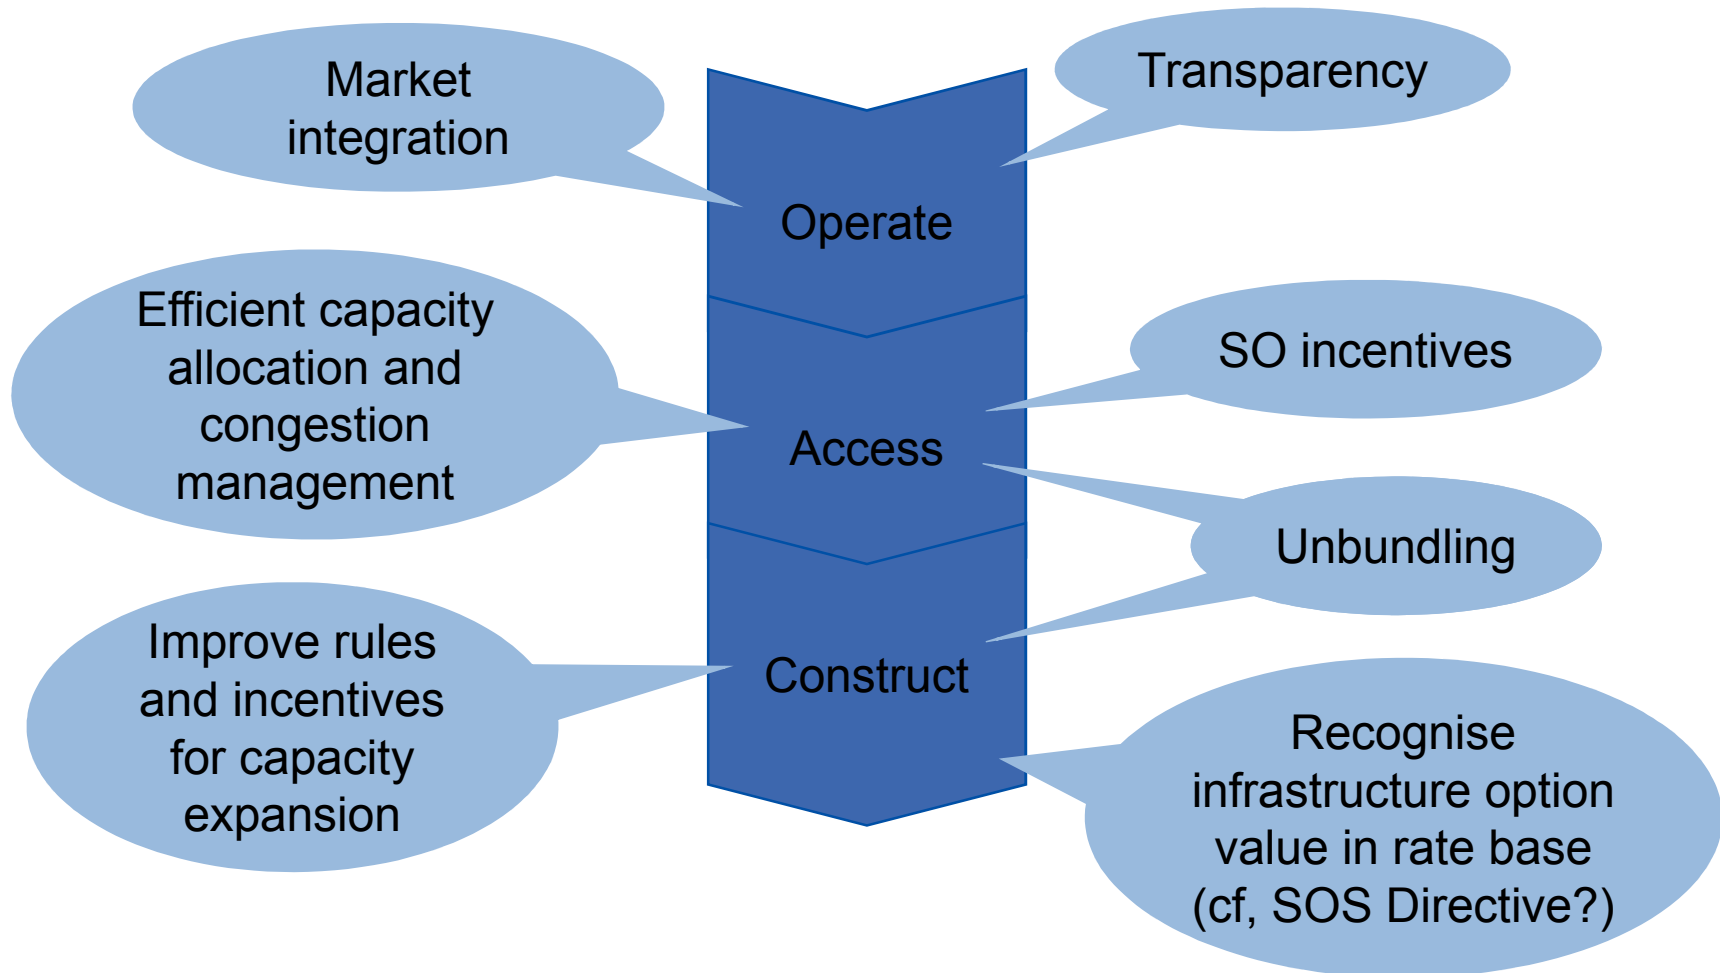 Market
integration
Transparency
Operate
Efficient capacity
allocation and
congestion
management
SO incentives
Access
Unbundling
Improve rules
and incentives
for capacity
expansion
Construct
Recognise
infrastructure option
value in rate base
(cf, SOS Directive?)